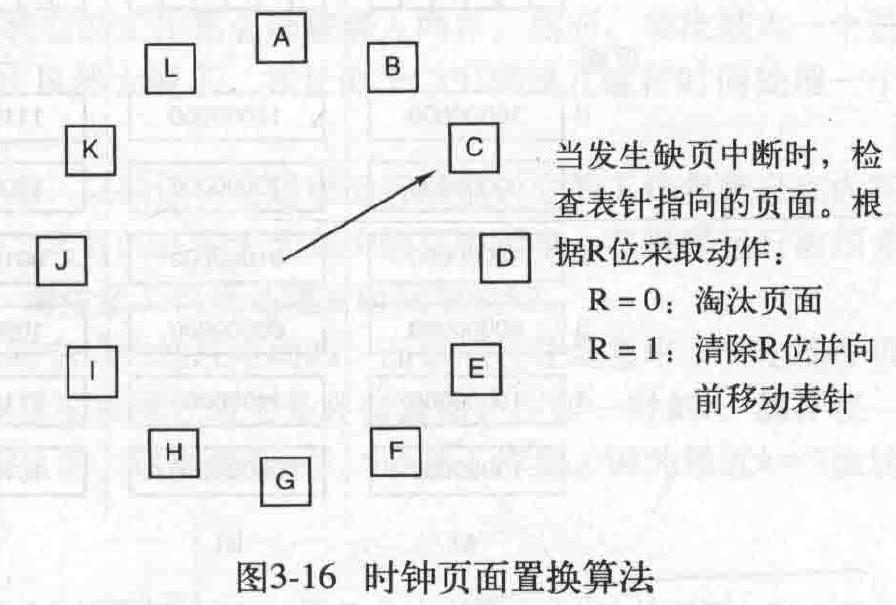 A
B
C
D
E
F
G
H
I
J
K
L
当发生缺页中断时，检
查表针指向的页面。根
据R位采取动作：
R = 0：淘汰页面
R = 1：清除R位并向
前移动表针
图3-16 时钟页面置换算法